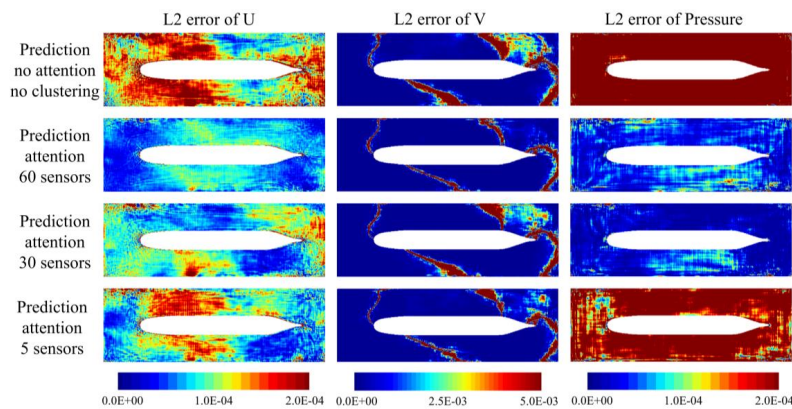 L2 error of U
L2 error of V
L2 error of Pressure
Prediction
no attention
no clustering
Prediction
attention
60 sensors
Prediction
attention
30 sensors
Prediction
attention
5 sensors
0.0E+00 1.0E-04 2.0E-04
0.0E+00 2.5E-03 5.0E-03
0.0E+00 1.0E-04 2.0E-04